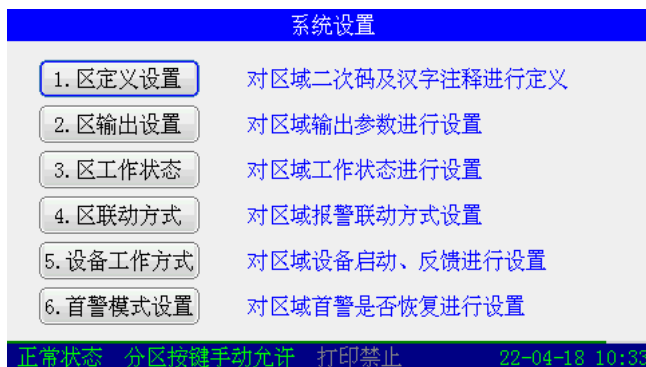 系统设置
1. 区定义设置 对区域二次码及汉字注释进行定义
2. 区输出设置 对区域输出参数进行设置
3. 区工作状态 对区域工作状态进行设置
4. 区联动方式 对区域报警联动方式设置
5. 设备工作方式 对区域设备启动、反馈进行设置
6. 首警模式设置 对区域首警是否恢复进行设置
正常状态 分区按键手动允许 打印禁止 22-04-18 10:33